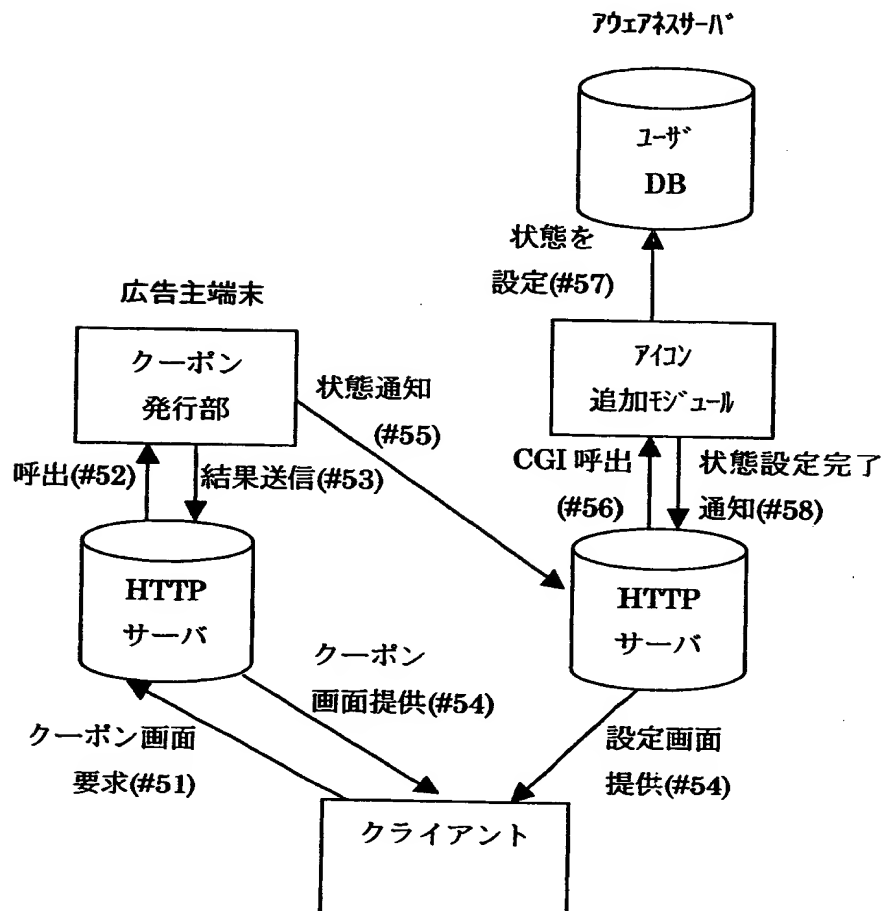 アウェアネスサーバ
ユーザ
DB
状態を
設定(#57)
広告主端末
クーポン
発行部
状態通知
(#55)
アイコン
追加モジュール
呼出(#52)
結果送信(#53)
CGI 呼出
(#56)
状態設定完了
通知(#58)
HTTP
サーバ
HTTP
サーバ
クーポン
画面提供(#54)
クーポン画面
要求(#51)
設定画面
提供(#54)
クライアント